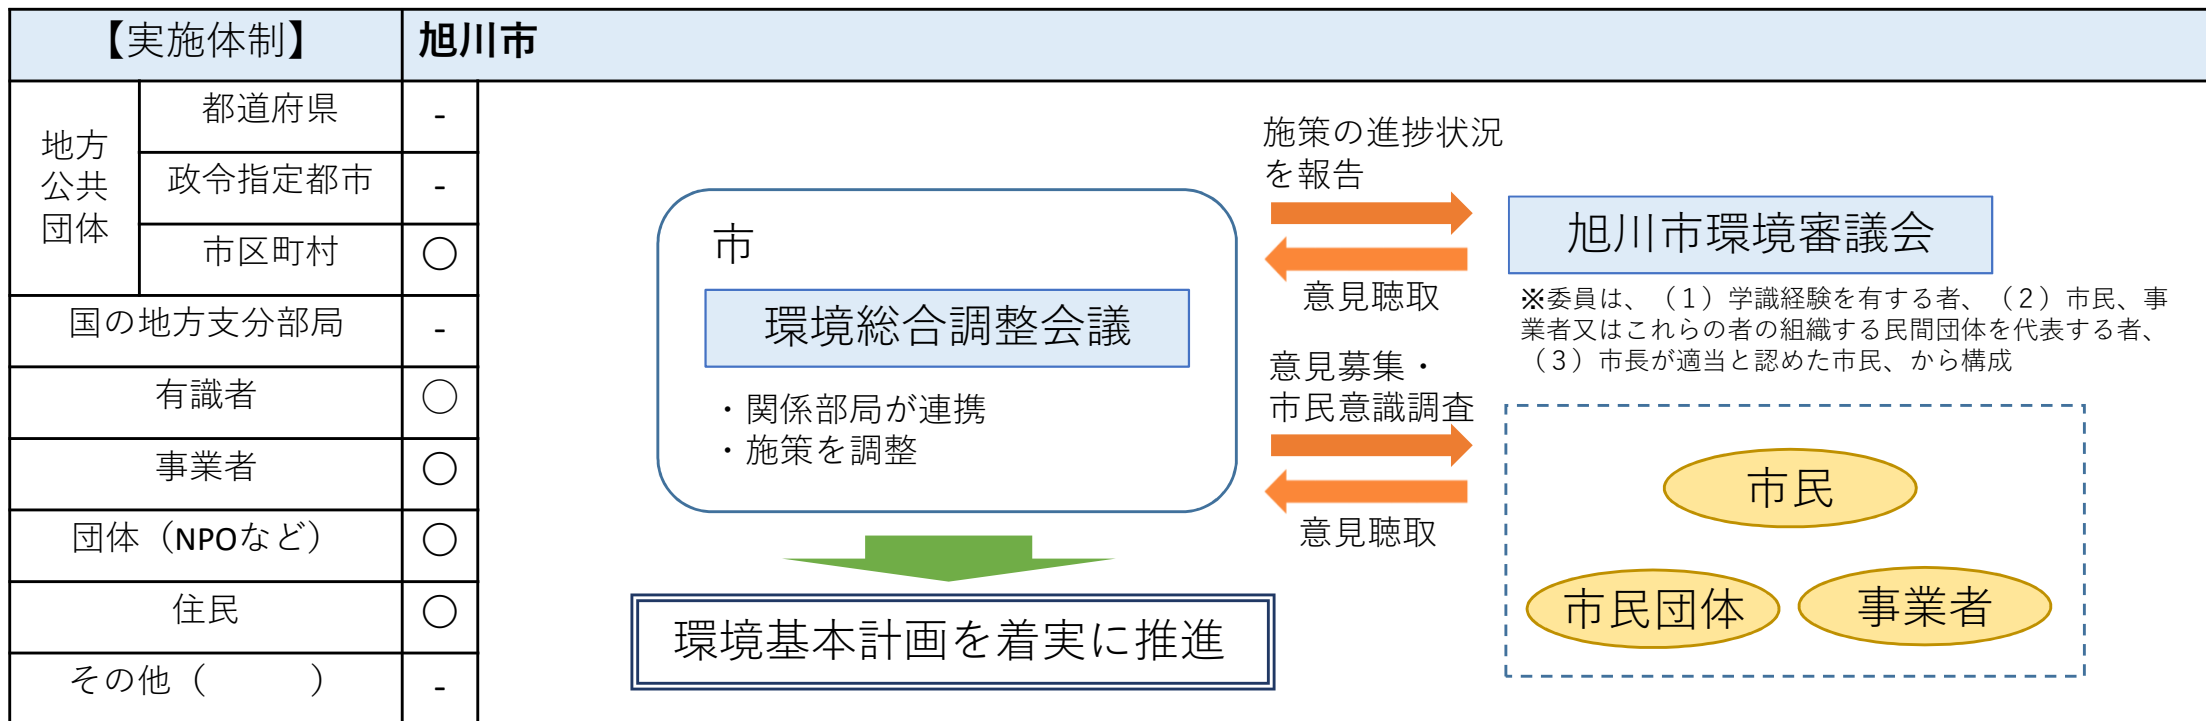 【実施体制】 旭川市
地方
公共
団体
都道府県 -
政令指定都市 -
市区町村 〇
国の地方支分部局 -
有識者 〇
事業者 〇
団体（NPOなど） 〇
住民 〇
その他（　　　） -
市
環境総合調整会議
・関係部局が連携
・施策を調整
環境基本計画を着実に推進
施策の進捗状況
を報告
意見聴取
意見募集・
市民意識調査
意見聴取
旭川市環境審議会
※委員は、（１）学識経験を有する者、（２）市民、事
業者又はこれらの者の組織する民間団体を代表する者、
（３）市長が適当と認めた市民、から構成
市民
市民団体
事業者